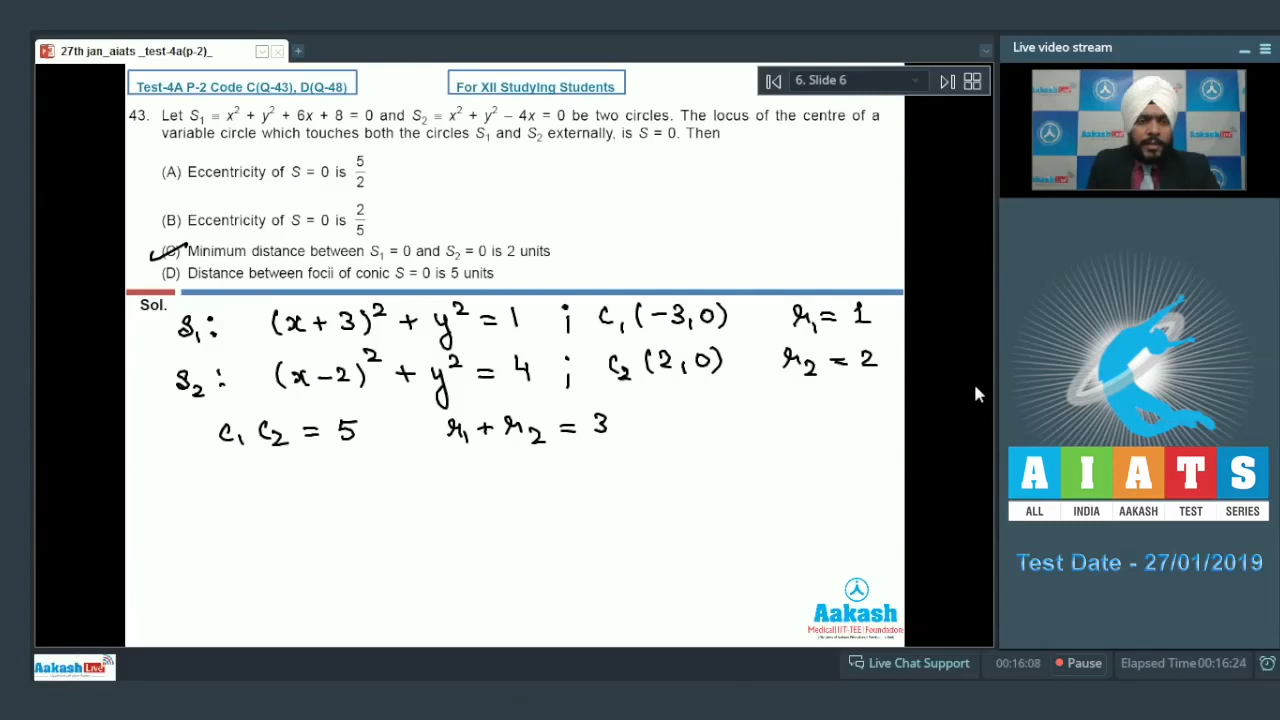 27th jan_aiats _test-4a(p-2)_
Live video stream
Test-4A P-2 Code C(Q-43), D(Q-48)
For XII Studying Students
6. Slide 6
43. Let S₁ ≡ x² + y² + 6x + 8 = 0 and S₂ ≡ x² + y² – 4x = 0 be two circles. The locus of the centre of a
variable circle which touches both the circles S₁ and S₂ externally, is S = 0. Then
(A) Eccentricity of S = 0 is 5/2
(B) Eccentricity of S = 0 is 2/5
(C) Minimum distance between S₁ = 0 and S₂ = 0 is 2 units
(D) Distance between focii of conic S = 0 is 5 units
Sol.
S₁: (x + 3)² + y² = 1 ; C₁ (-3, 0) r₁ = 1
S₂ : (x - 2)² + y² = 4 ; C₂ (2, 0) r₂ = 2
C₁ C₂ = 5 r₁ + r₂ = 3
A I A T S
ALL INDIA AAKASH TEST SERIES
Test Date - 27/01/2019
Aakash
Medical|IIT-JEE|Foundations
Aakash Live
Live Chat Support
00:16:08
Pause
Elapsed Time 00:16:24